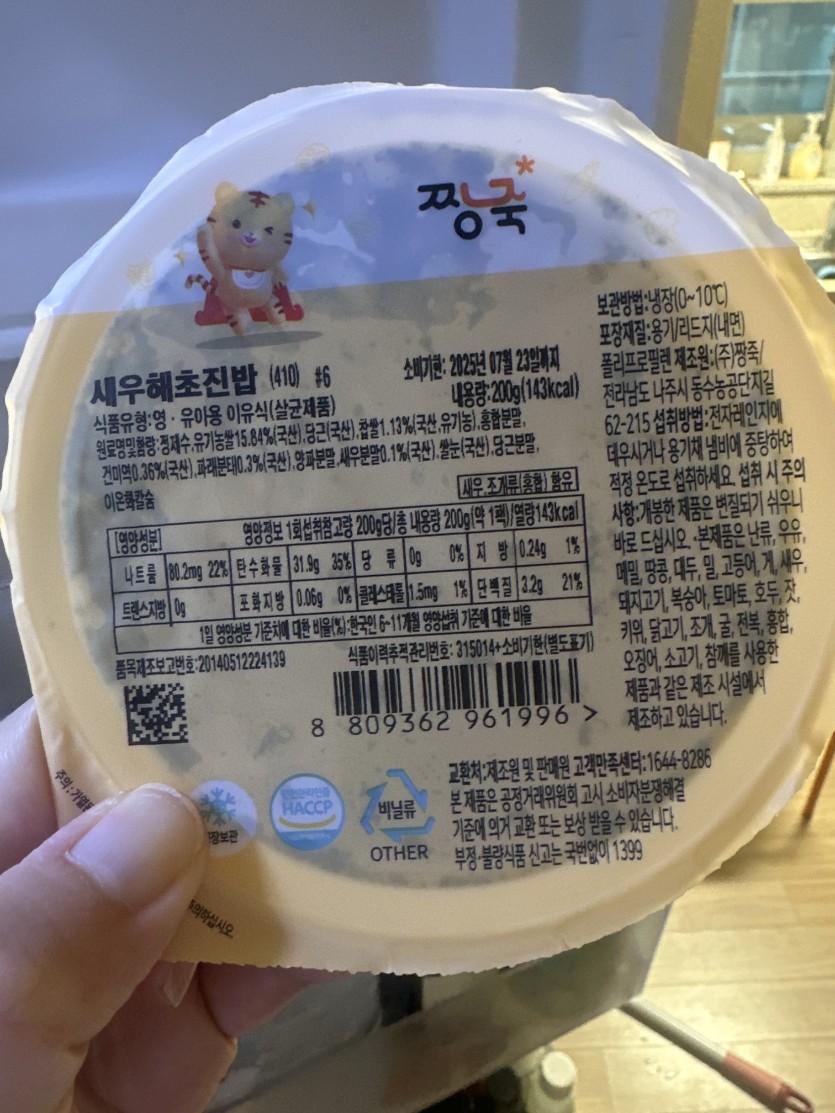 짱죽
새우해초진밥 (410) #6
소비기한: 2025년 07월 23일까지
내용량:200g(143kcal)
식품유형:영·유아용 이유식(살균제품)
원료명및함량:정제수,유기농쌀15.84%(국산),당근(국산),찹쌀1.13%(국산,유기농),홍합분말,
건미역0.36%(국산),파래분태0.3%(국산),양파분말,새우분말0.1%(국산),쌀눈(국산),당근분말,
이온화칼슘
새우,조개류(홍합) 함유
[영양성분] 영양정보 1회섭취참고량 200g당/총 내용량 200g(약 1팩)/열량143kcal
나트륨 80.2mg 22% 탄수화물 31.9g 35% 당 류 0g 0% 지 방 0.24g 1%
트랜스지방 0g 포화지방 0.06g 0% 콜레스테롤 1.5mg 1% 단백질 3.2g 21%
1일 영양성분 기준치에 대한 비율(%):한국인 6~11개월 영양섭취 기준에 대한 비율
품목제조보고번호:20140512224139
식품이력추적관리번호: 315014+소비기한(별도표기)
8 809362 961996 >
보관방법:냉장(0~10℃)
포장재질:용기/리드지(내면)
폴리프로필렌 제조원:(주)짱죽/
전라남도 나주시 동수농공단지길
62-215 섭취방법:전자레인지에
데우시거나 용기채 냄비에 중탕하여
적정 온도로 섭취하세요. 섭취 시 주의
사항:개봉한 제품은 변질되기 쉬우니
바로 드십시오.·본제품은 난류, 우유,
메밀, 땅콩, 대두, 밀, 고등어, 게, 새우,
돼지고기, 복숭아, 토마토, 호두, 잣,
키위, 닭고기, 조개, 굴, 전복, 홍합,
오징어, 소고기, 참깨를 사용한
제품과 같은 제조 시설에서
제조하고 있습니다.
교환처:제조원 및 판매원 고객만족센터:1644-8286
본 제품은 공정거래위원회 고시 소비자분쟁해결
기준에 의거 교환 또는 보상 받을 수 있습니다.
부정·불량식품 신고는 국번없이 1399
HACCP
비닐류
OTHER
주의: